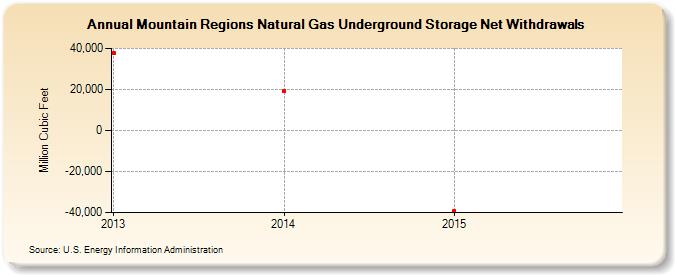 Annual Mountain Regions Natural Gas Underground Storage Net Withdrawals
Million Cubic Feet
40,000
20,000
0
-20,000
-40,000
2013
2014
2015
Source: U.S. Energy Information Administration